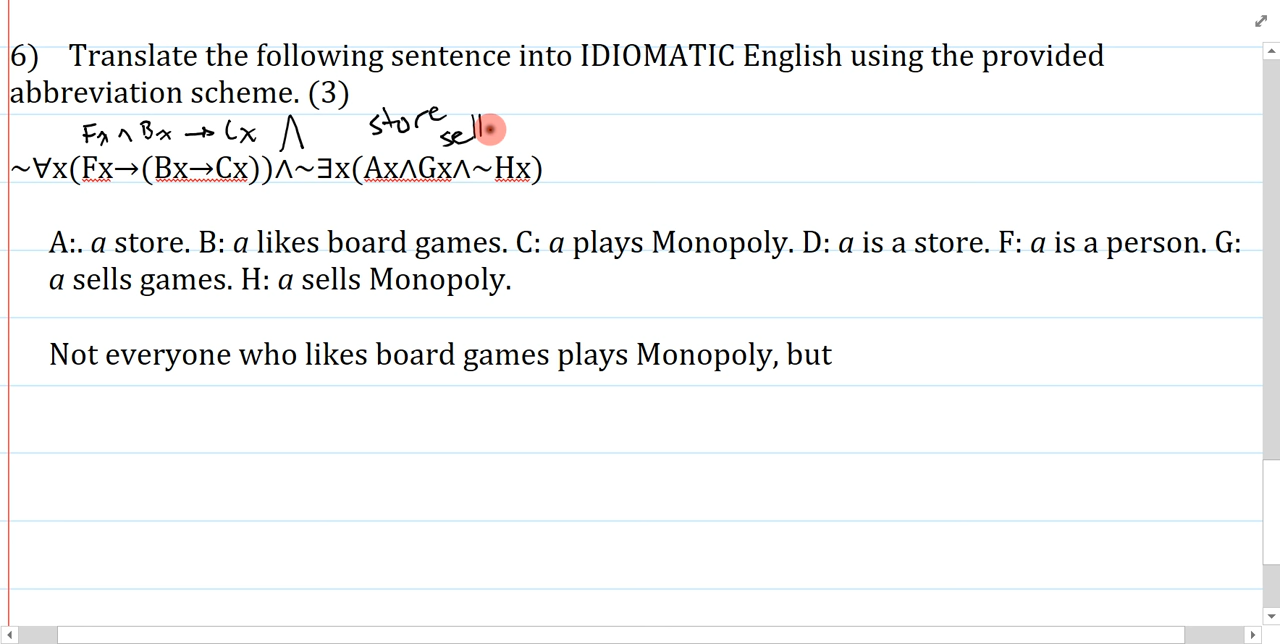 6) Translate the following sentence into IDIOMATIC English using the provided
abbreviation scheme. (3)
Fx ∧ Bx → Cx ∧ store
sell
~∀x(Fx→(Bx→Cx))∧~∃x(Ax∧Gx∧~Hx)
A:. a store. B: a likes board games. C: a plays Monopoly. D: a is a store. F: a is a person. G:
a sells games. H: a sells Monopoly.
Not everyone who likes board games plays Monopoly, but